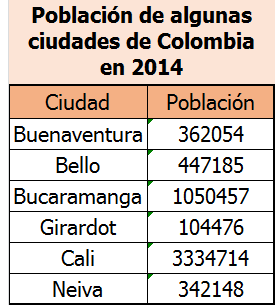 Población de algunas
ciudades de Colombia
en 2014
Ciudad Población
Buenaventura 362054
Bello 447185
Bucaramanga 1050457
Girardot 104476
Cali 3334714
Neiva 342148